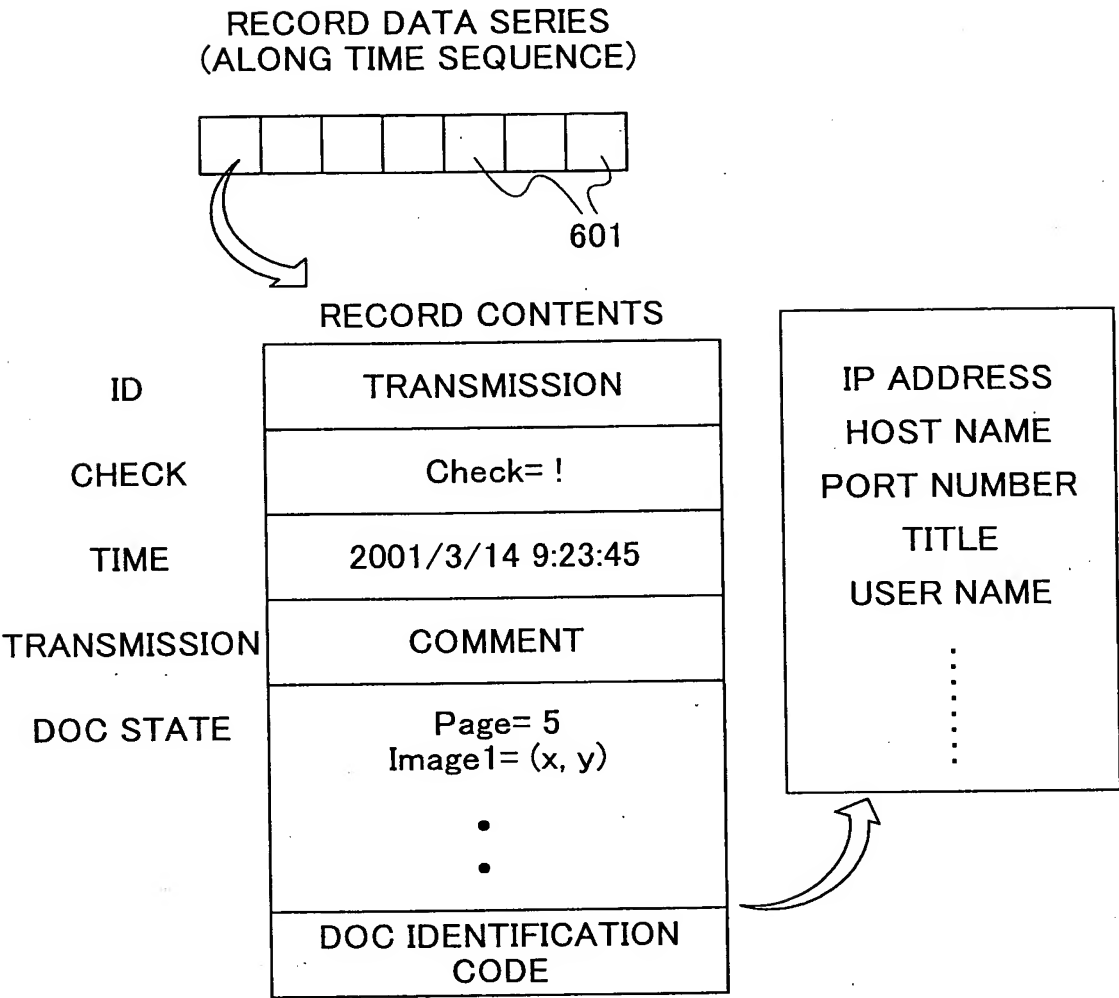 RECORD DATA SERIES
(ALONG TIME SEQUENCE)
601
RECORD CONTENTS
ID
TRANSMISSION
CHECK
Check= !
TIME
2001/3/14 9:23:45
TRANSMISSION
COMMENT
DOC STATE
Page= 5
Image1= (x, y)
DOC IDENTIFICATION
CODE
IP ADDRESS
HOST NAME
PORT NUMBER
TITLE
USER NAME